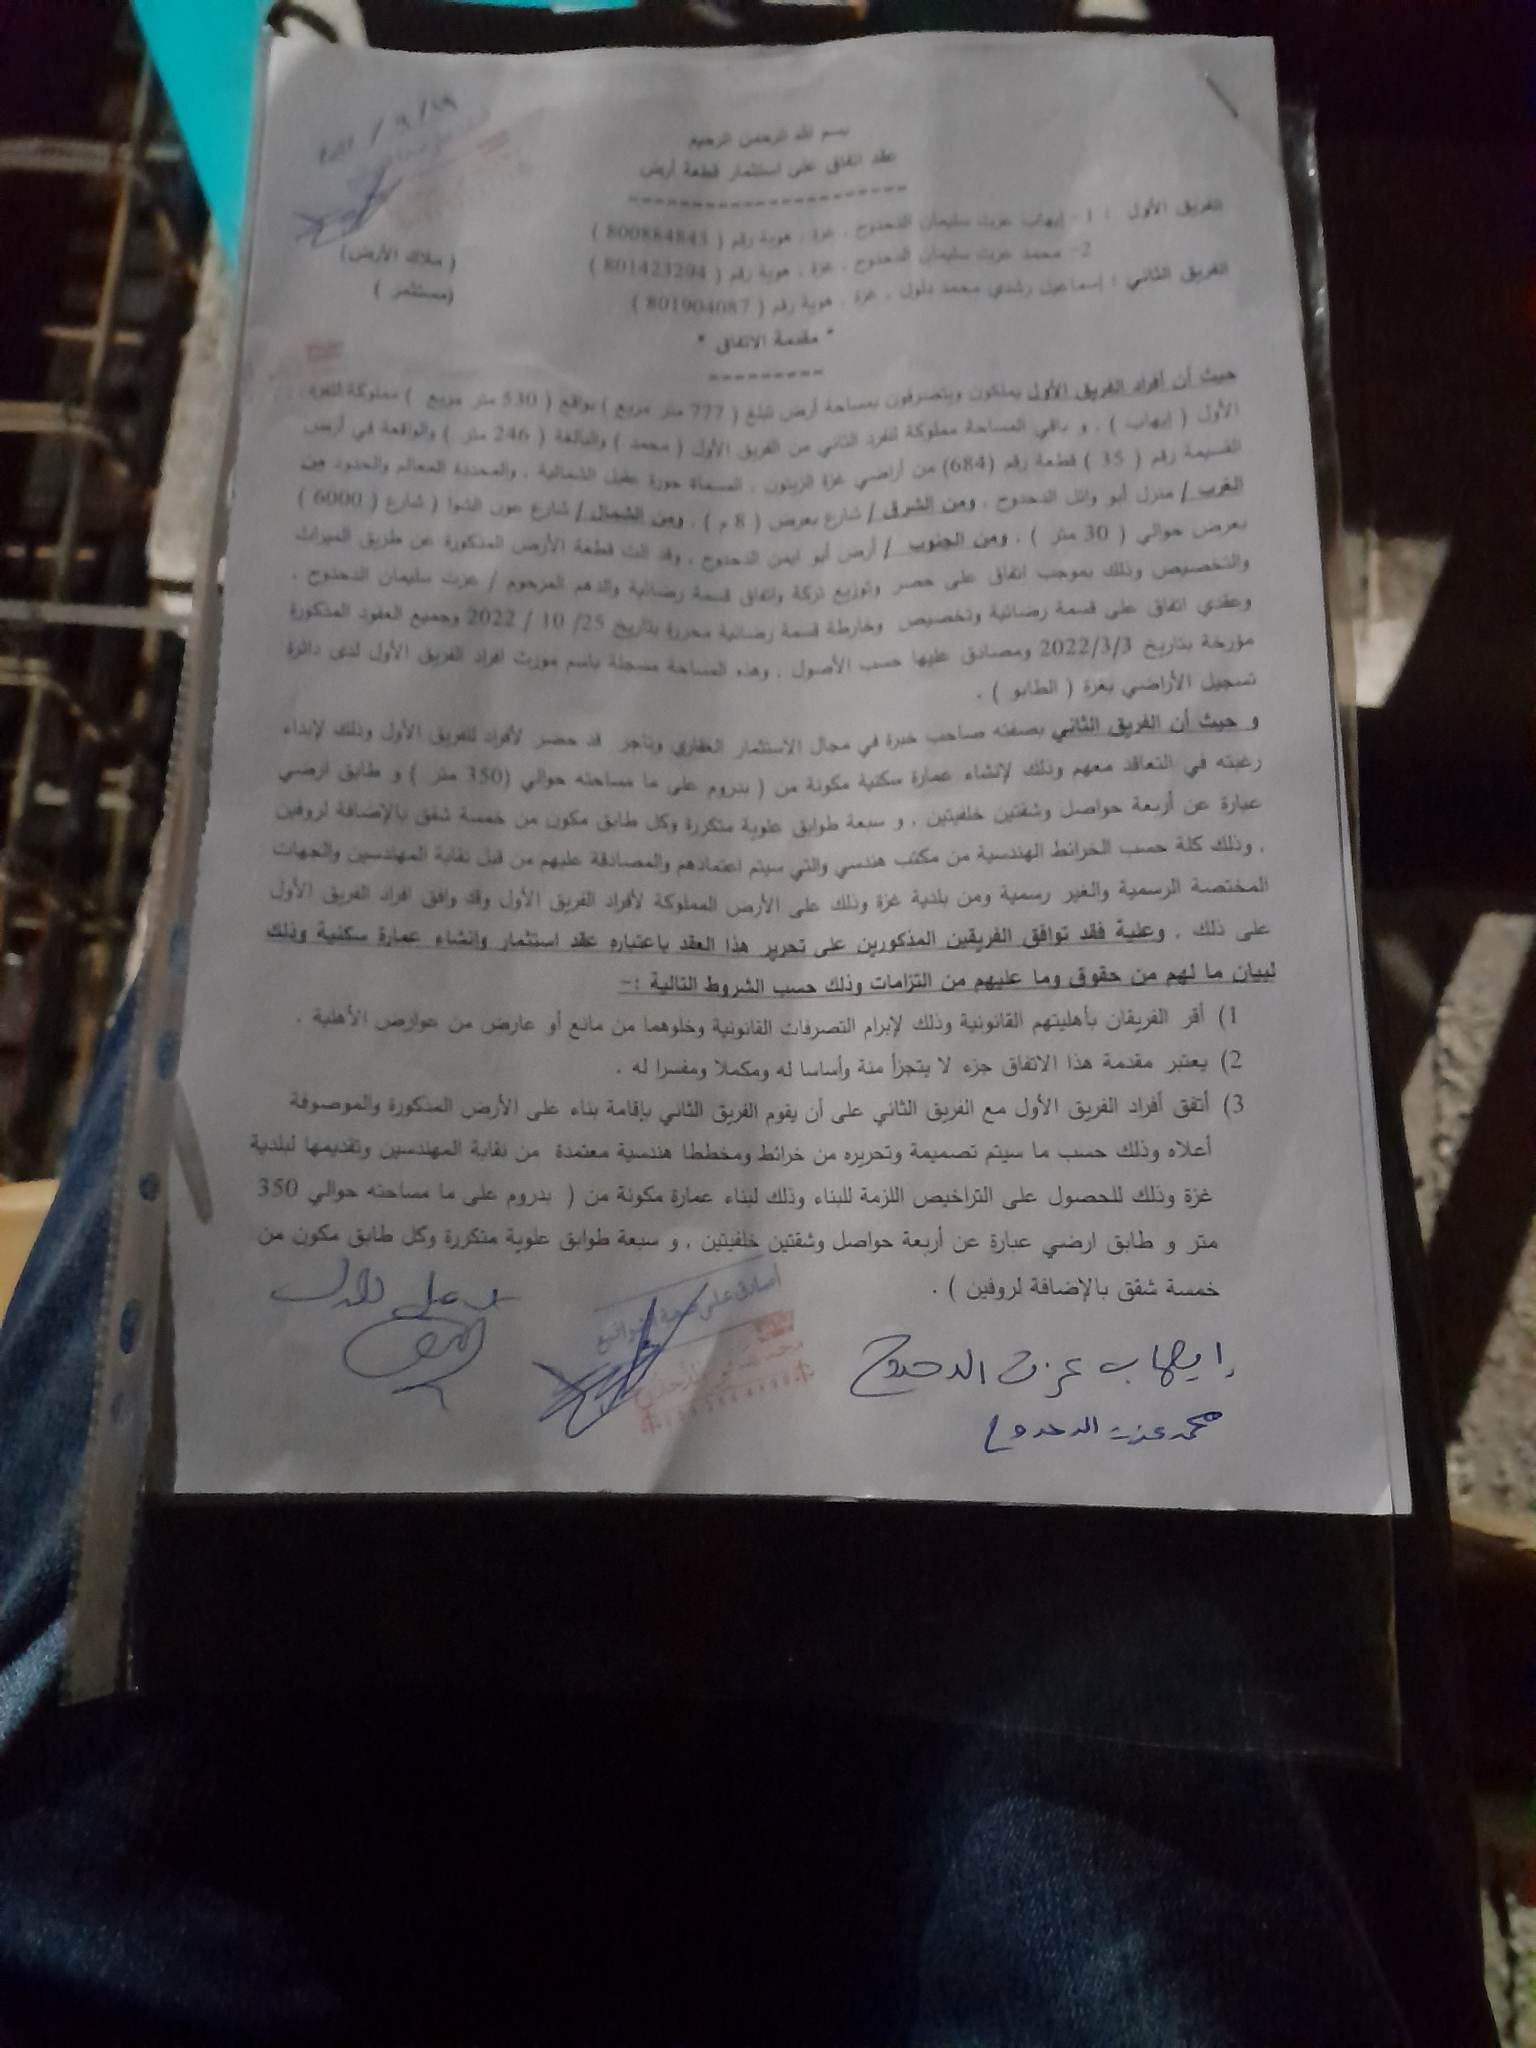 بسم الله الرحمن الرحيم
عقد اتفاق على استثمار قطعة أرض
الفريق الأول : 1- إيهاب عزت سليمان الدحدوح ، غزة ، هوية رقم ( 800884843 )
2- محمد عزت سليمان الدحدوح ، غزة ، هوية رقم ( 801423294 ) ( ملاك الأرض)
الفريق الثاني : إسماعيل رشدي محمد دلول ، غزة ، هوية رقم ( 801904087 ) (مستثمر )
" مقدمة الاتفاق "
حيث أن أفراد الفريق الأول يملكون ويتصرفون بمساحة أرض تبلغ ( 777 متر مربع ) بواقع ( 530 متر مربع ) مملوكة للفرد
الأول ( إيهاب ) ، و باقي المساحة مملوكة للفرد الثاني من الفريق الأول ( محمد ) والبالغة ( 246 متر ) والواقعة في أرض
القسيمة رقم ( 35 ) قطعة رقم (684) من أراضي غزة الزيتون ، المسماة حورة عقيل الشمالية ، والمحددة المعالم والحدود من
الغرب / منزل أبو وائل الدحدوح ، ومن الشرق / شارع بعرض ( 8 م ) ، ومن الشمال / شارع عون الشوا ( شارع ( 6000 )
بعرض حوالي ( 30 متر ) ، ومن الجنوب / أرض أبو ايمن الدحدوح ، وقد الت قطعة الأرض المذكورة عن طريق الميراث
والتخصيص وذلك بموجب اتفاق على حصر وتوزيع تركة واتفاق قسمة رضائية والدهم المرحوم / عزت سليمان الدحدوح ،
وعقدي اتفاق على قسمة رضائية وتخصيص وخارطة قسمة رضائية محررة بتاريخ 25/ 10 / 2022 وجميع العقود المذكورة
مؤرخة بتاريخ 2022/3/3 ومصادق عليها حسب الأصول ، وهذه المساحة مسجلة باسم مورث افراد الفريق الأول لدى دائرة
تسجيل الأراضي بغزة ( الطابو ) .
و حيث أن الفريق الثاني بصفته صاحب خبرة في مجال الاستثمار العقاري وتاجر قد حضر لأفراد للفريق الأول وذلك لإبداء
رغبته في التعاقد معهم وذلك لإنشاء عمارة سكنية مكونة من ( بدروم على ما مساحته حوالي (350 متر ) و طابق ارضي
عبارة عن أربعة حواصل وشقتين خلفيتين ، و سبعة طوابق علوية متكررة وكل طابق مكون من خمسة شقق بالإضافة لروفين
، وذلك كلة حسب الخرائط الهندسية من مكتب هندسي والتي سيتم اعتمادهم والمصادقة عليهم من قبل نقابة المهندسين والجهات
المختصة الرسمية والغير رسمية ومن بلدية غزة وذلك على الأرض المملوكة لأفراد الفريق الأول وقد وافق افراد الفريق الأول
على ذلك ، وعلية فقد توافق الفريقين المذكورين على تحرير هذا العقد باعتباره عقد استثمار وانشاء عمارة سكنية وذلك
لبيان ما لهم من حقوق وما عليهم من التزامات وذلك حسب الشروط التالية :-
1) أقر الفريقان بأهليتهم القانونية وذلك لإبرام التصرفات القانونية وخلوهما من مانع أو عارض من عوارض الأهلية .
2) يعتبر مقدمة هذا الاتفاق جزء لا يتجزأ منة وأساسا له ومكملا ومفسرا له .
3) أتفق أفراد الفريق الأول مع الفريق الثاني على أن يقوم الفريق الثاني بإقامة بناء على الأرض المذكورة والموصوفة
أعلاه وذلك حسب ما سيتم تصميمة وتحريره من خرائط ومخططا هندسية معتمدة من نقابة المهندسين وتقديمها لبلدية
غزة وذلك للحصول على التراخيص اللازمة للبناء وذلك لبناء عمارة مكونة من ( بدروم على ما مساحته حوالي 350
متر و طابق ارضي عبارة عن أربعة حواصل وشقتين خلفيتين ، و سبعة طوابق علوية متكررة وكل طابق مكون من
خمسة شقق بالإضافة لروفين ) .
أصادق على صحة التواقيع
إيهاب عزت الدحدوح
محمد عزت الدحدوح